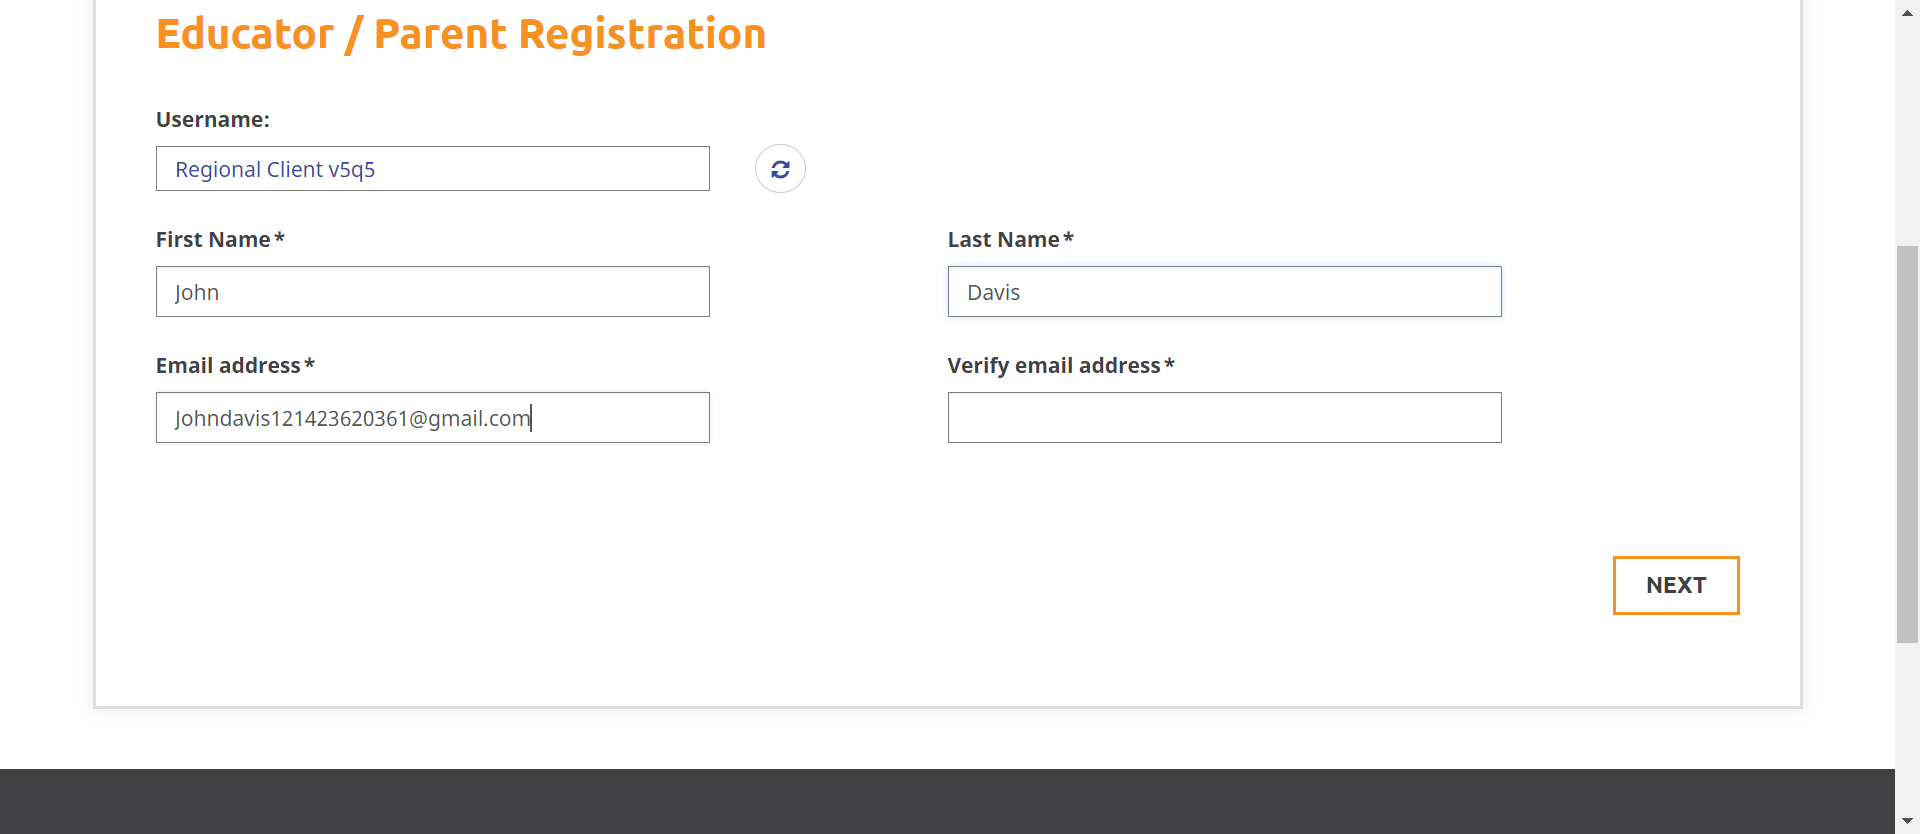 Educator / Parent Registration
Username:
Regional Client v5q5
First Name*
Last Name*
John
Davis
Email address*
Verify email address*
Johndavis121423620361@gmail.com
NEXT